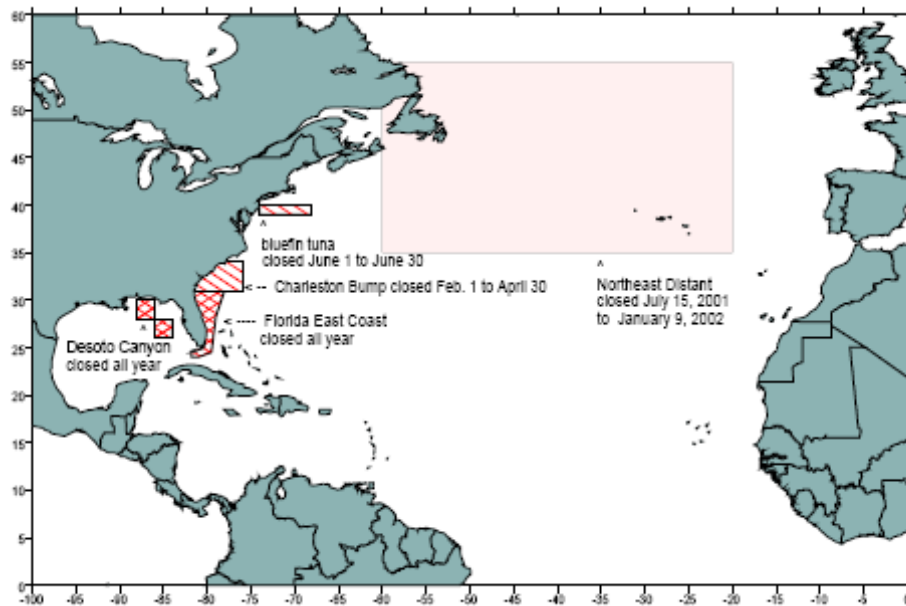 60
55
50
45
40
35
30
25
20
15
10
5
0
^
bluefin tuna
closed June 1 to June 30
< -- Charleston Bump closed Feb. 1 to April 30
< ---- Florida East Coast
closed all year
^
Desoto Canyon
closed all year
^
Northeast Distant
closed July 15, 2001
to January 9, 2002
-100 -95 -90 -85 -80 -75 -70 -65 -60 -55 -50 -45 -40 -35 -30 -25 -20 -15 -10 -5 0